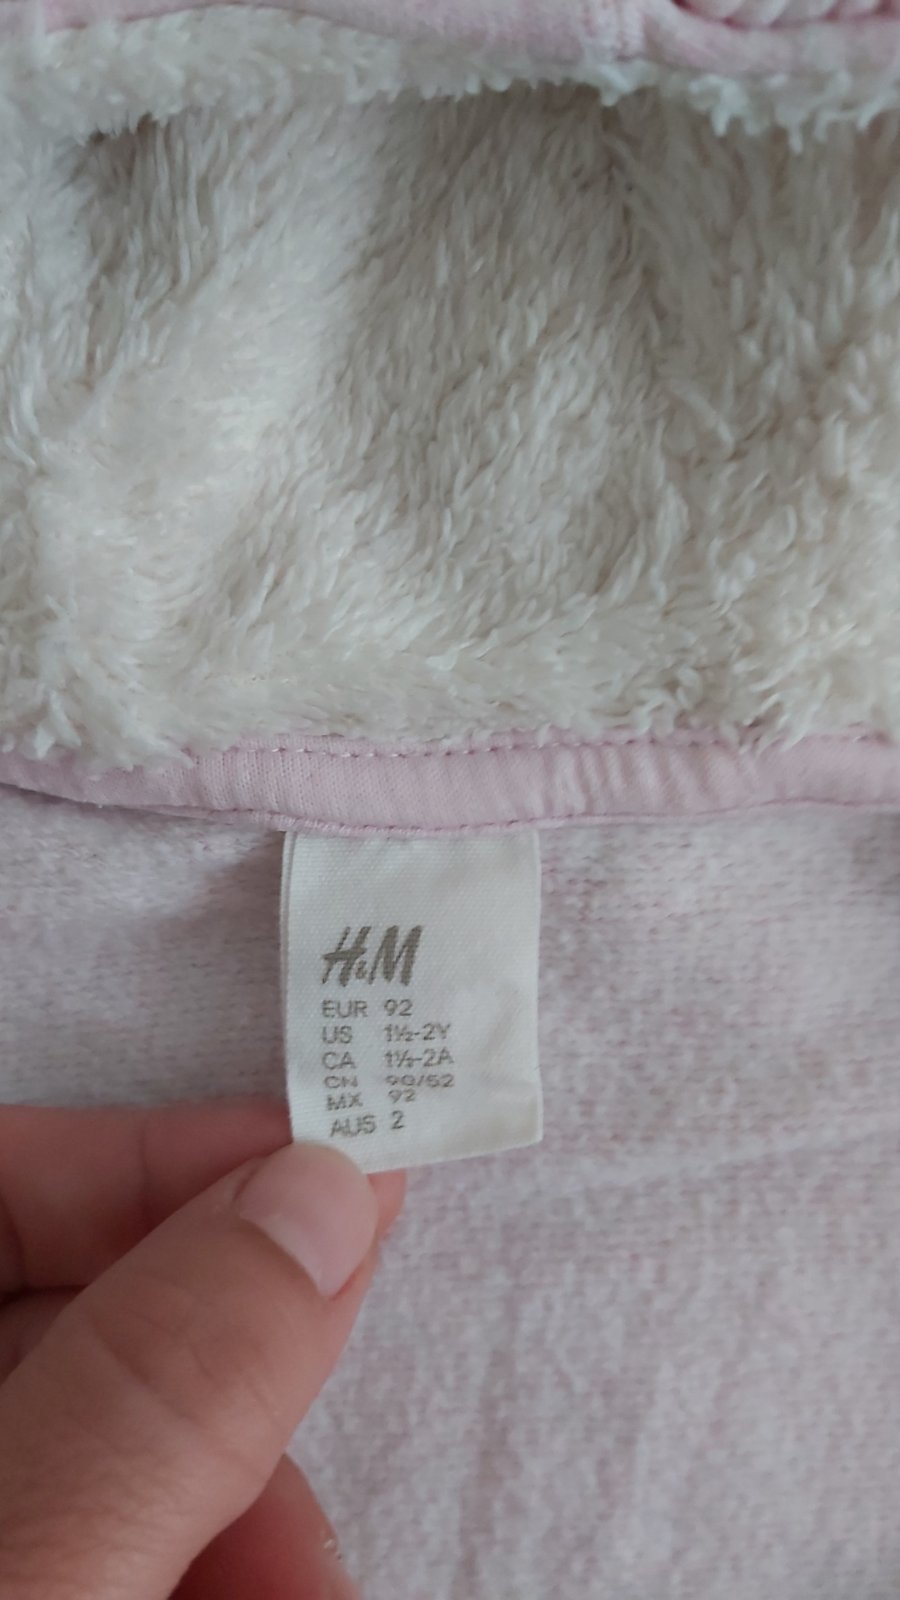 H&M
EUR 92
US 1½-2Y
CA 1½-2A
CN 90/52
MX 92
AUS 2